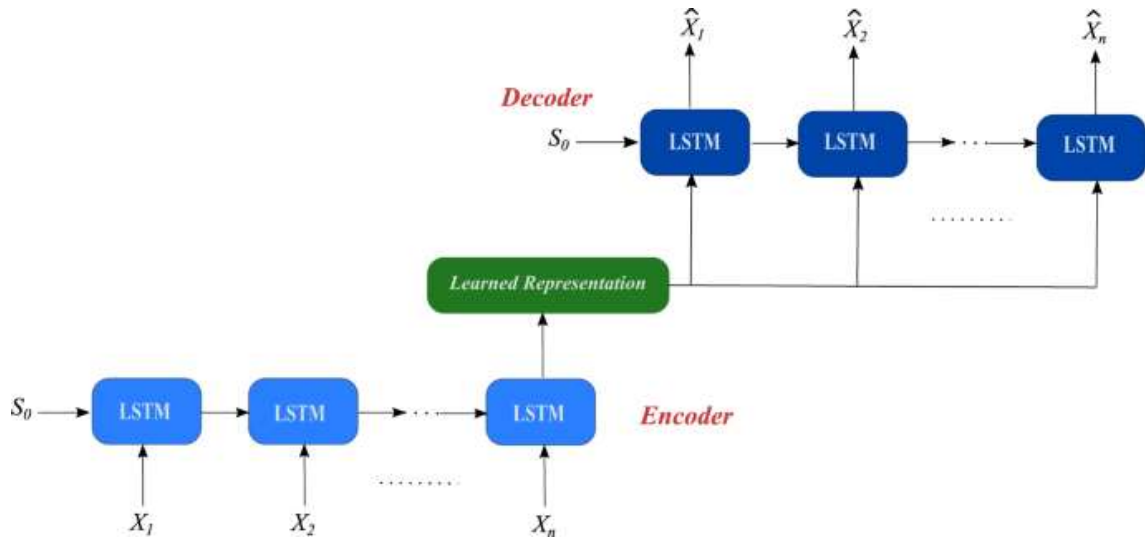 X̂₁ X̂₂ X̂ₙ
Decoder
S₀ LSTM LSTM ... LSTM
.........
Learned Representation
S₀ LSTM LSTM ... LSTM Encoder
.........
X₁ X₂ Xₙ